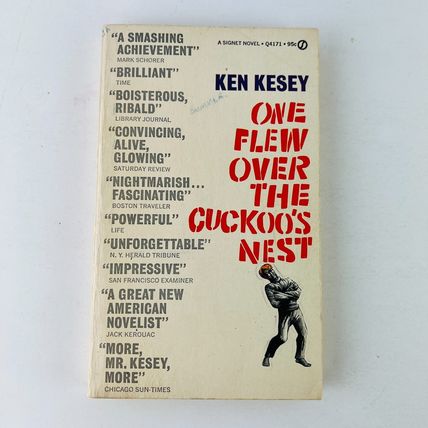 A SIGNET NOVEL • Q4171 • 95c
"A SMASHING
ACHIEVEMENT"
MARK SCHORER
"BRILLIANT"
TIME
"BOISTEROUS,
RIBALD"
LIBRARY JOURNAL
"CONVINCING,
ALIVE,
GLOWING"
SATURDAY REVIEW
"NIGHTMARISH...
FASCINATING"
BOSTON TRAVELER
"POWERFUL"
LIFE
"UNFORGETTABLE"
N. Y. HERALD TRIBUNE
"IMPRESSIVE"
SAN FRANCISCO EXAMINER
"A GREAT NEW
AMERICAN
NOVELIST"
JACK KEROUAC
"MORE,
MR. KESEY,
MORE"
CHICAGO SUN-TIMES
KEN KESEY
ONE
FLEW
OVER
THE
CUCKOO'S
NEST